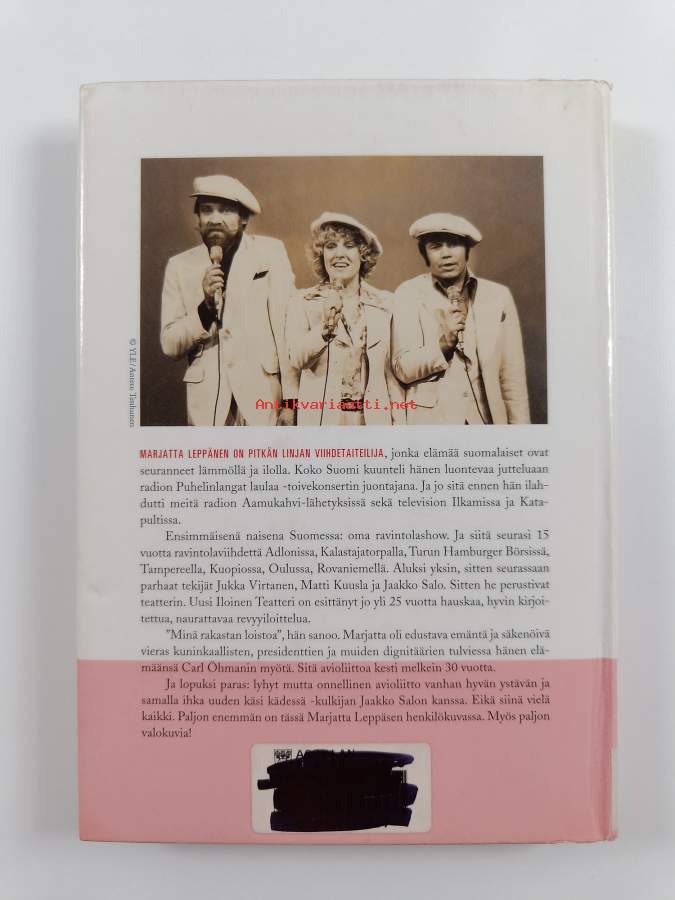 © YLE/Antero Tenhunen
Antikvariaatti.net
MARJATTA LEPPÄNEN ON PITKÄN LINJAN VIIHDETAITEILIJA, jonka elämää suomalaiset ovat
seuranneet lämmöllä ja ilolla. Koko Suomi kuunteli hänen luontevaa jutteluaan
radion Puhelinlangat laulaa -toivekonsertin juontajana. Ja jo sitä ennen hän ilah-
dutti meitä radion Aamukahvi-lähetyksissä sekä television Ilkamissa ja Kata-
pultissa.
Ensimmäisenä naisena Suomessa: oma ravintolashow. Ja siitä seurasi 15
vuotta ravintolaviihdettä Adlonissa, Kalastajatorpalla, Turun Hamburger Börsissä,
Tampereella, Kuopiossa, Oulussa, Rovaniemellä. Aluksi yksin, sitten seurassaan
parhaat tekijät Jukka Virtanen, Matti Kuusla ja Jaakko Salo. Sitten he perustivat
teatterin. Uusi Iloinen Teatteri on esittänyt jo yli 25 vuotta hauskaa, hyvin kirjoi-
tettua, naurattavaa revyyiloittelua.
"Minä rakastan loistoa", hän sanoo. Marjatta oli edustava emäntä ja säkenöivä
vieras kuninkaallisten, presidenttien ja muiden dignitäärien tulviessa hänen elä-
määnsä Carl Öhmanin myötä. Sitä avioliittoa kesti melkein 30 vuotta.
Ja lopuksi paras: lyhyt mutta onnellinen avioliitto vanhan hyvän ystävän ja
samalla ihka uuden käsi kädessä -kulkijan Jaakko Salon kanssa. Eikä siinä vielä
kaikki. Paljon enemmän on tässä Marjatta Leppäsen henkilökuvassa. Myös paljon
valokuvia!